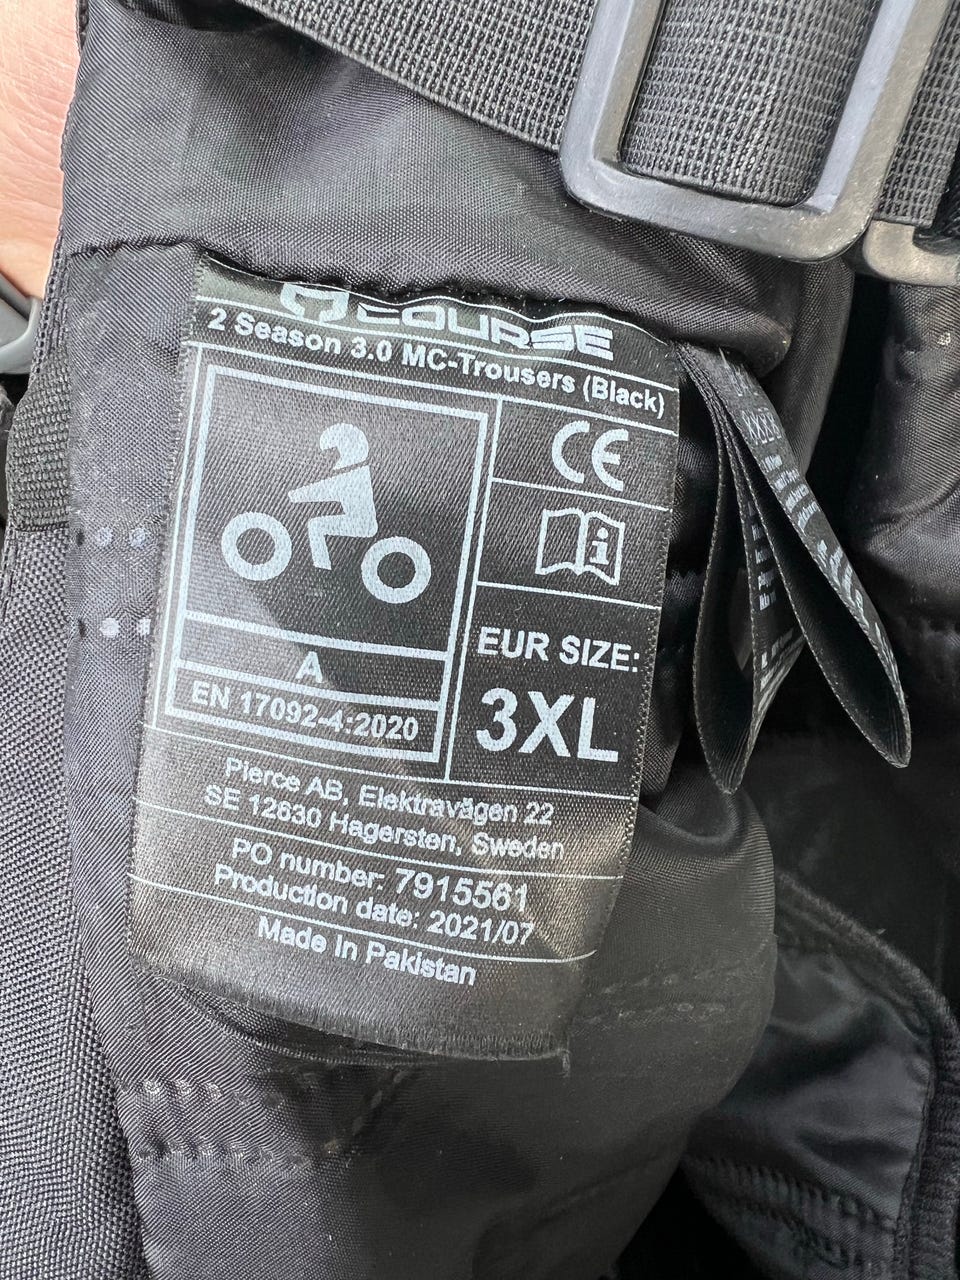 COURSE
2 Season 3.0 MC-Trousers (Black)
CE
i
A
EN 17092-4:2020
EUR SIZE:
3XL
Pierce AB, Elektravägen 22
SE 12630 Hagersten, Sweden
PO number: 7915561
Production date: 2021/07
Made In Pakistan